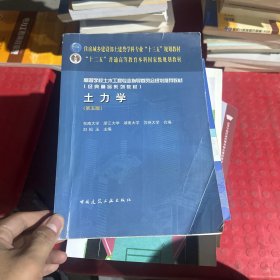 住房城乡建设部土建类学科专业“十三五”规划教材
“十二五”普通高等教育本科国家级规划教材
高等学校土木工程专业指导委员会规划推荐教材
（经典精品系列教材）
土力学
（第五版）
东南大学 浙江大学 湖南大学 苏州大学 合编
刘松玉 主编
中国建筑工业出版社